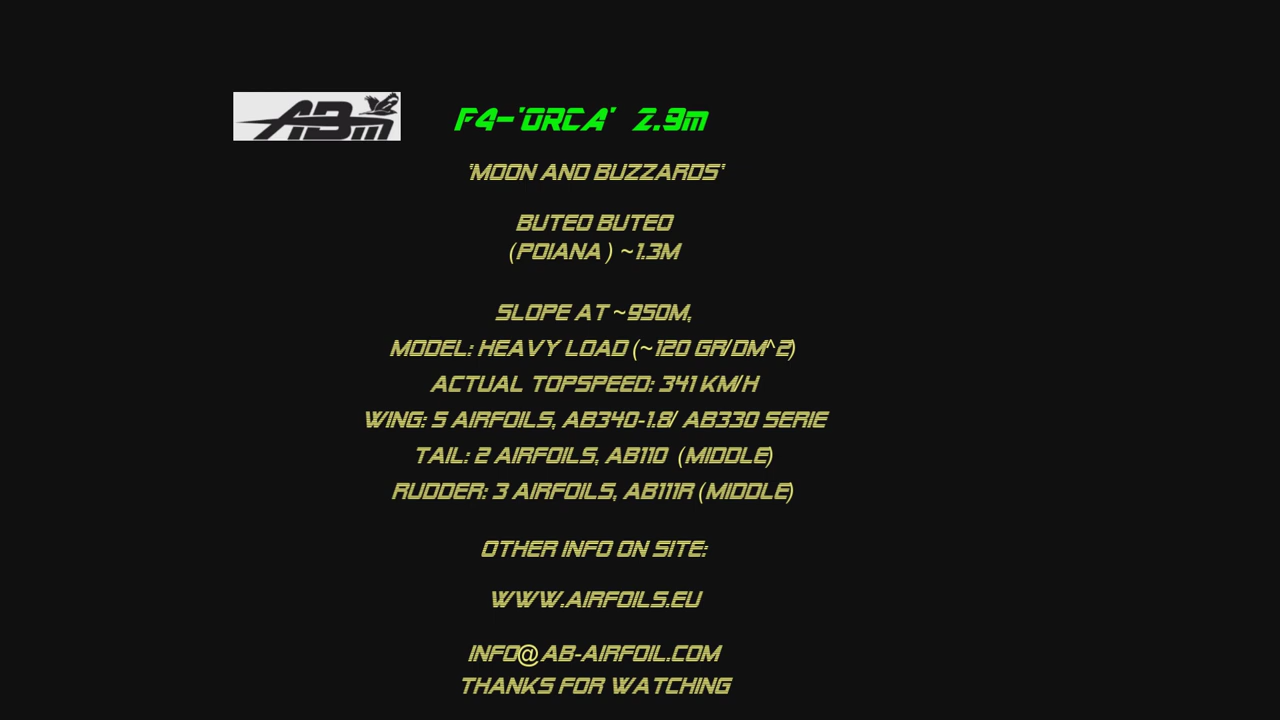 ABm
F4-'ORCA' 2.9m
'MOON AND BUZZARDS'
BUTEO BUTEO
(POIANA ) ~1.3M
SLOPE AT ~950M,
MODEL: HEAVY LOAD (~120 GR/DM^2)
ACTUAL TOPSPEED: 341 KM/H
WING: 5 AIRFOILS, AB340-1.8/ AB330 SERIE
TAIL: 2 AIRFOILS, AB110 (MIDDLE)
RUDDER: 3 AIRFOILS, AB111R (MIDDLE)
OTHER INFO ON SITE:
WWW.AIRFOILS.EU
INFO@AB-AIRFOIL.COM
THANKS FOR WATCHING